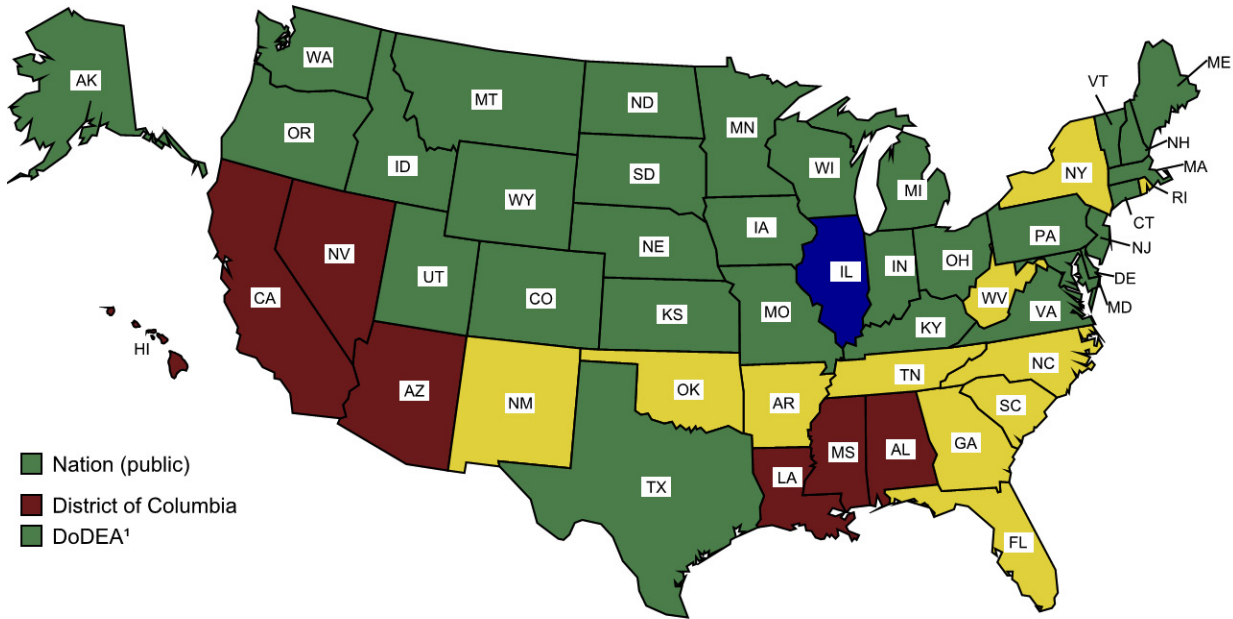 WA
AK
MT
ND
MN
VT
ME
OR
ID
SD
WI
MI
NY
NH
MA
WY
RI
IA
CT
NE
PA
NJ
NV
UT
CO
IL
IN
OH
DE
CA
KS
MO
WV
VA
MD
KY
HI
AZ
NM
OK
AR
TN
NC
SC
MS
AL
GA
LA
TX
FL
Nation (public)
District of Columbia
DoDEA¹